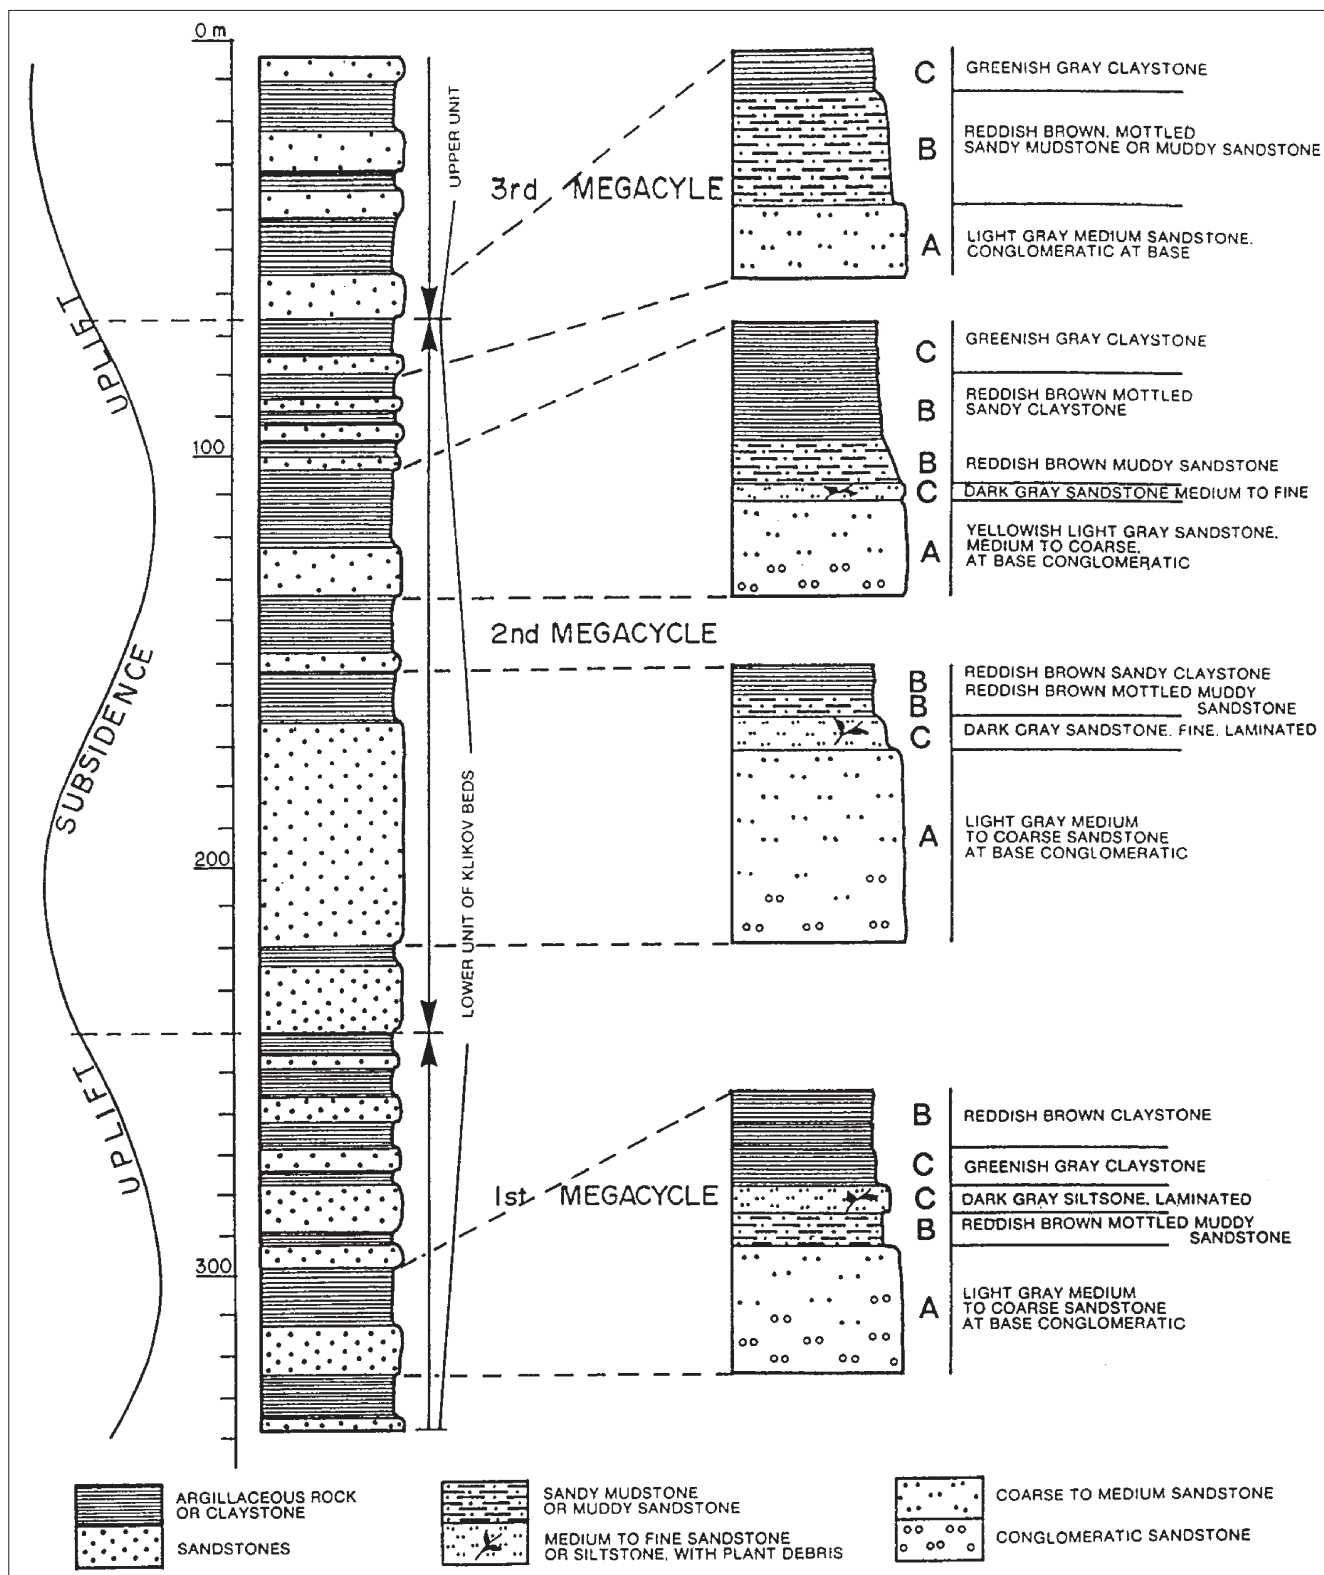 0 m
100
200
300
UPLIFT
SUBSIDENCE
UPLIFT
UPPER UNIT
LOWER UNIT OF KLIKOV BEDS
3rd MEGACYLE
2nd MEGACYCLE
1st MEGACYCLE
C GREENISH GRAY CLAYSTONE
B REDDISH BROWN, MOTTLED
SANDY MUDSTONE OR MUDDY SANDSTONE
A LIGHT GRAY MEDIUM SANDSTONE,
CONGLOMERATIC AT BASE
C GREENISH GRAY CLAYSTONE
B REDDISH BROWN MOTTLED
SANDY CLAYSTONE
B REDDISH BROWN MUDDY SANDSTONE
C DARK GRAY SANDSTONE MEDIUM TO FINE
A YELLOWISH LIGHT GRAY SANDSTONE,
MEDIUM TO COARSE,
AT BASE CONGLOMERATIC
B REDDISH BROWN SANDY CLAYSTONE
B REDDISH BROWN MOTTLED MUDDY
SANDSTONE
C DARK GRAY SANDSTONE, FINE, LAMINATED
A LIGHT GRAY MEDIUM
TO COARSE SANDSTONE
AT BASE CONGLOMERATIC
B REDDISH BROWN CLAYSTONE
C GREENISH GRAY CLAYSTONE
C DARK GRAY SILTSONE, LAMINATED
B REDDISH BROWN MOTTLED MUDDY
SANDSTONE
A LIGHT GRAY MEDIUM
TO COARSE SANDSTONE
AT BASE CONGLOMERATIC
ARGILLACEOUS ROCK
OR CLAYSTONE
SANDSTONES
SANDY MUDSTONE
OR MUDDY SANDSTONE
MEDIUM TO FINE SANDSTONE
OR SILTSTONE, WITH PLANT DEBRIS
COARSE TO MEDIUM SANDSTONE
CONGLOMERATIC SANDSTONE